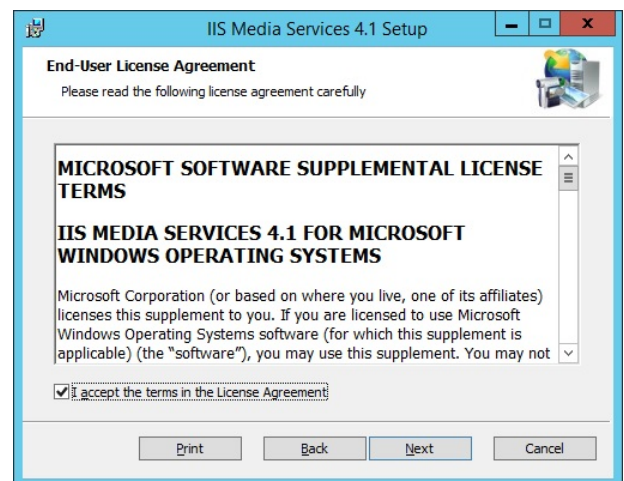 IIS Media Services 4.1 Setup
End-User License Agreement
Please read the following license agreement carefully
MICROSOFT SOFTWARE SUPPLEMENTAL LICENSE
TERMS
IIS MEDIA SERVICES 4.1 FOR MICROSOFT
WINDOWS OPERATING SYSTEMS
Microsoft Corporation (or based on where you live, one of its affiliates)
licenses this supplement to you. If you are licensed to use Microsoft
Windows Operating Systems software (for which this supplement is
applicable) (the “software”), you may use this supplement. You may not
I accept the terms in the License Agreement
Print Back Next Cancel